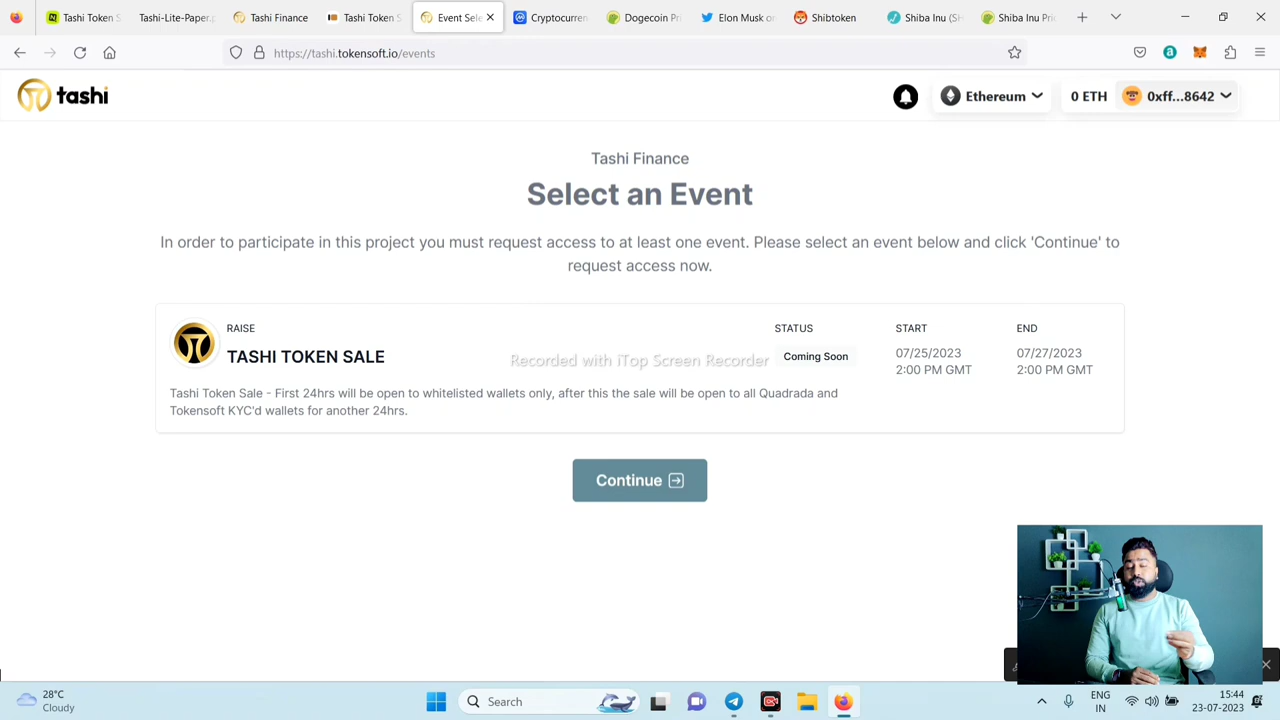 Tashi Token S
Tashi-Lite-Paper.p
Tashi Finance
Tashi Token S
Event Sele
Cryptocurren
Dogecoin Pri
Elon Musk on
Shibtoken
Shiba Inu (SH
Shiba Inu Pric
https://tashi.tokensoft.io/events
tashi
Ethereum
0 ETH
0xff...8642
Tashi Finance
Select an Event
In order to participate in this project you must request access to at least one event. Please select an event below and click 'Continue' to
request access now.
RAISE
STATUS
START
END
TASHI TOKEN SALE
Recorded with iTop Screen Recorder
Coming Soon
07/25/2023
2:00 PM GMT
07/27/2023
2:00 PM GMT
Tashi Token Sale - First 24hrs will be open to whitelisted wallets only, after this the sale will be open to all Quadrada and
Tokensoft KYC'd wallets for another 24hrs.
Continue
28°C
Cloudy
Search
ENG
IN
15:44
23-07-2023